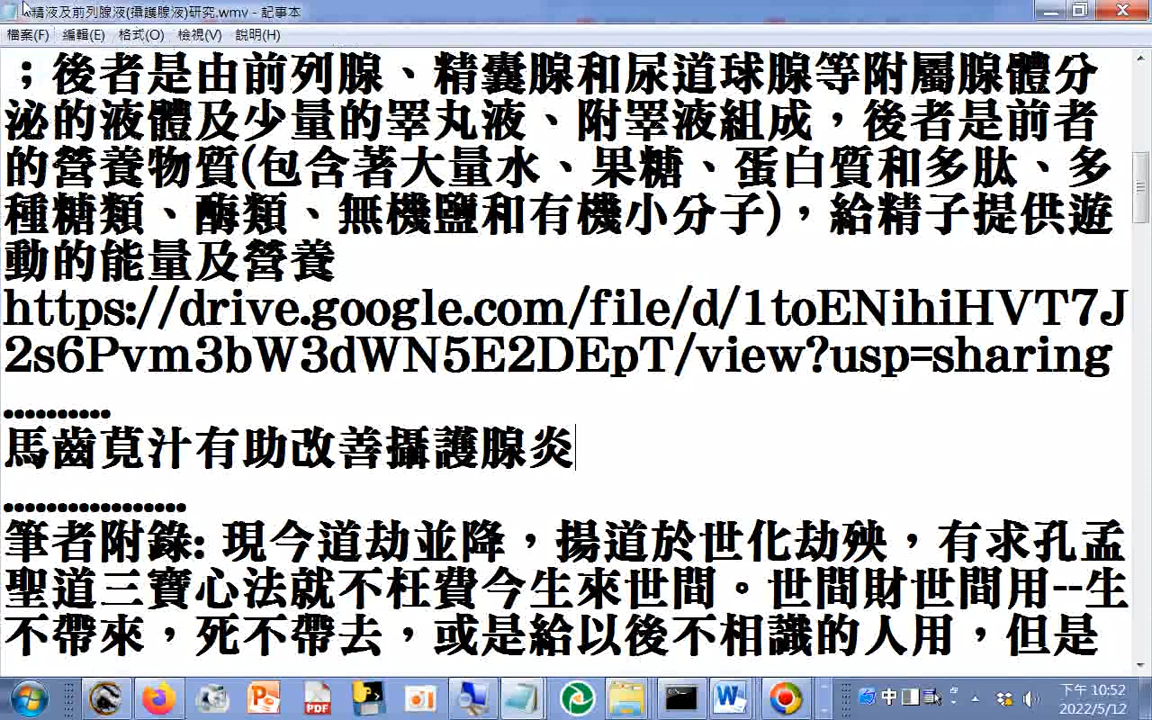 精液及前列腺液(攝護腺液)研究.wmv - 記事本
檔案(F) 編輯(E) 格式(O) 檢視(V) 說明(H)
；後者是由前列腺、精囊腺和尿道球腺等附屬腺體分
泌的液體及少量的睪丸液、附睪液組成，後者是前者
的營養物質(包含著大量水、果糖、蛋白質和多肽、多
種糖類、酶類、無機鹽和有機小分子)，給精子提供遊
動的能量及營養
https://drive.google.com/file/d/1toENihiHVT7J
2s6Pvm3bW3dWN5E2DEpT/view?usp=sharing
..........
馬齒莧汁有助改善攝護腺炎
.................
筆者附錄: 現今道劫並降，揚道於世化劫殃，有求孔孟
聖道三寶心法就不枉費今生來世間。世間財世間用--生
不帶來，死不帶去，或是給以後不相識的人用，但是
中
下午 10:52
2022/5/12